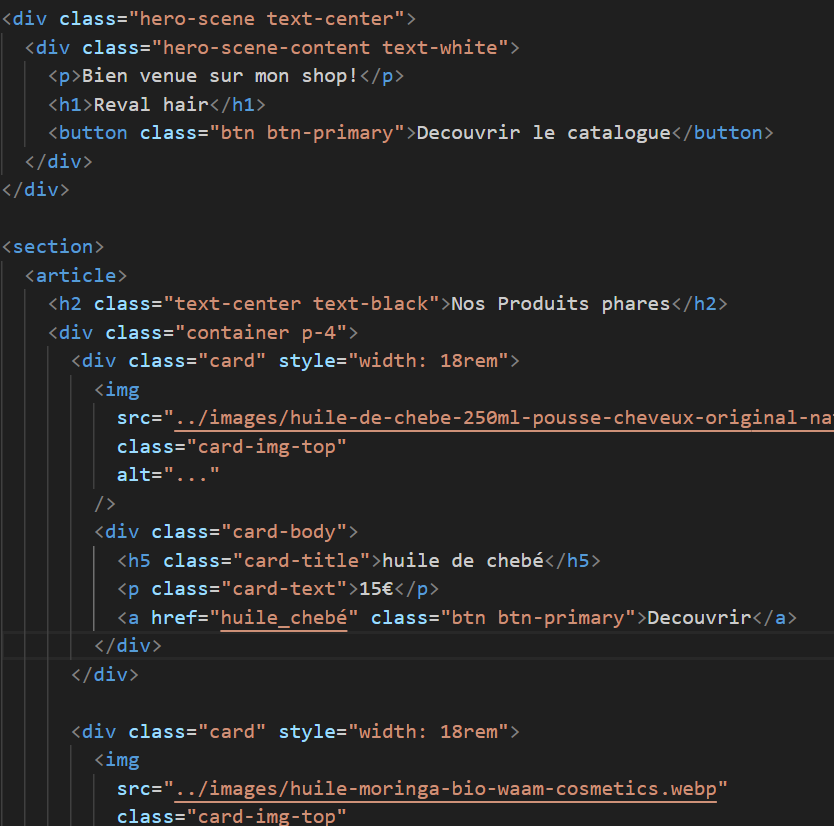 <div class="hero-scene text-center">
<div class="hero-scene-content text-white">
<p>Bien venue sur mon shop!</p>
<h1>Reval hair</h1>
<button class="btn btn-primary">Decouvrir le catalogue</button>
</div>
</div>
<section>
<article>
<h2 class="text-center text-black">Nos Produits phares</h2>
<div class="container p-4">
<div class="card" style="width: 18rem">
<img
src="../images/huile-de-chebe-250ml-pousse-cheveux-original-na
class="card-img-top"
alt="..."
/>
<div class="card-body">
<h5 class="card-title">huile de chebé</h5>
<p class="card-text">15€</p>
<a href="huile_chebé" class="btn btn-primary">Decouvrir</a>
</div>
</div>
<div class="card" style="width: 18rem">
<img
src="../images/huile-moringa-bio-waam-cosmetics.webp"
class="card-img-top"